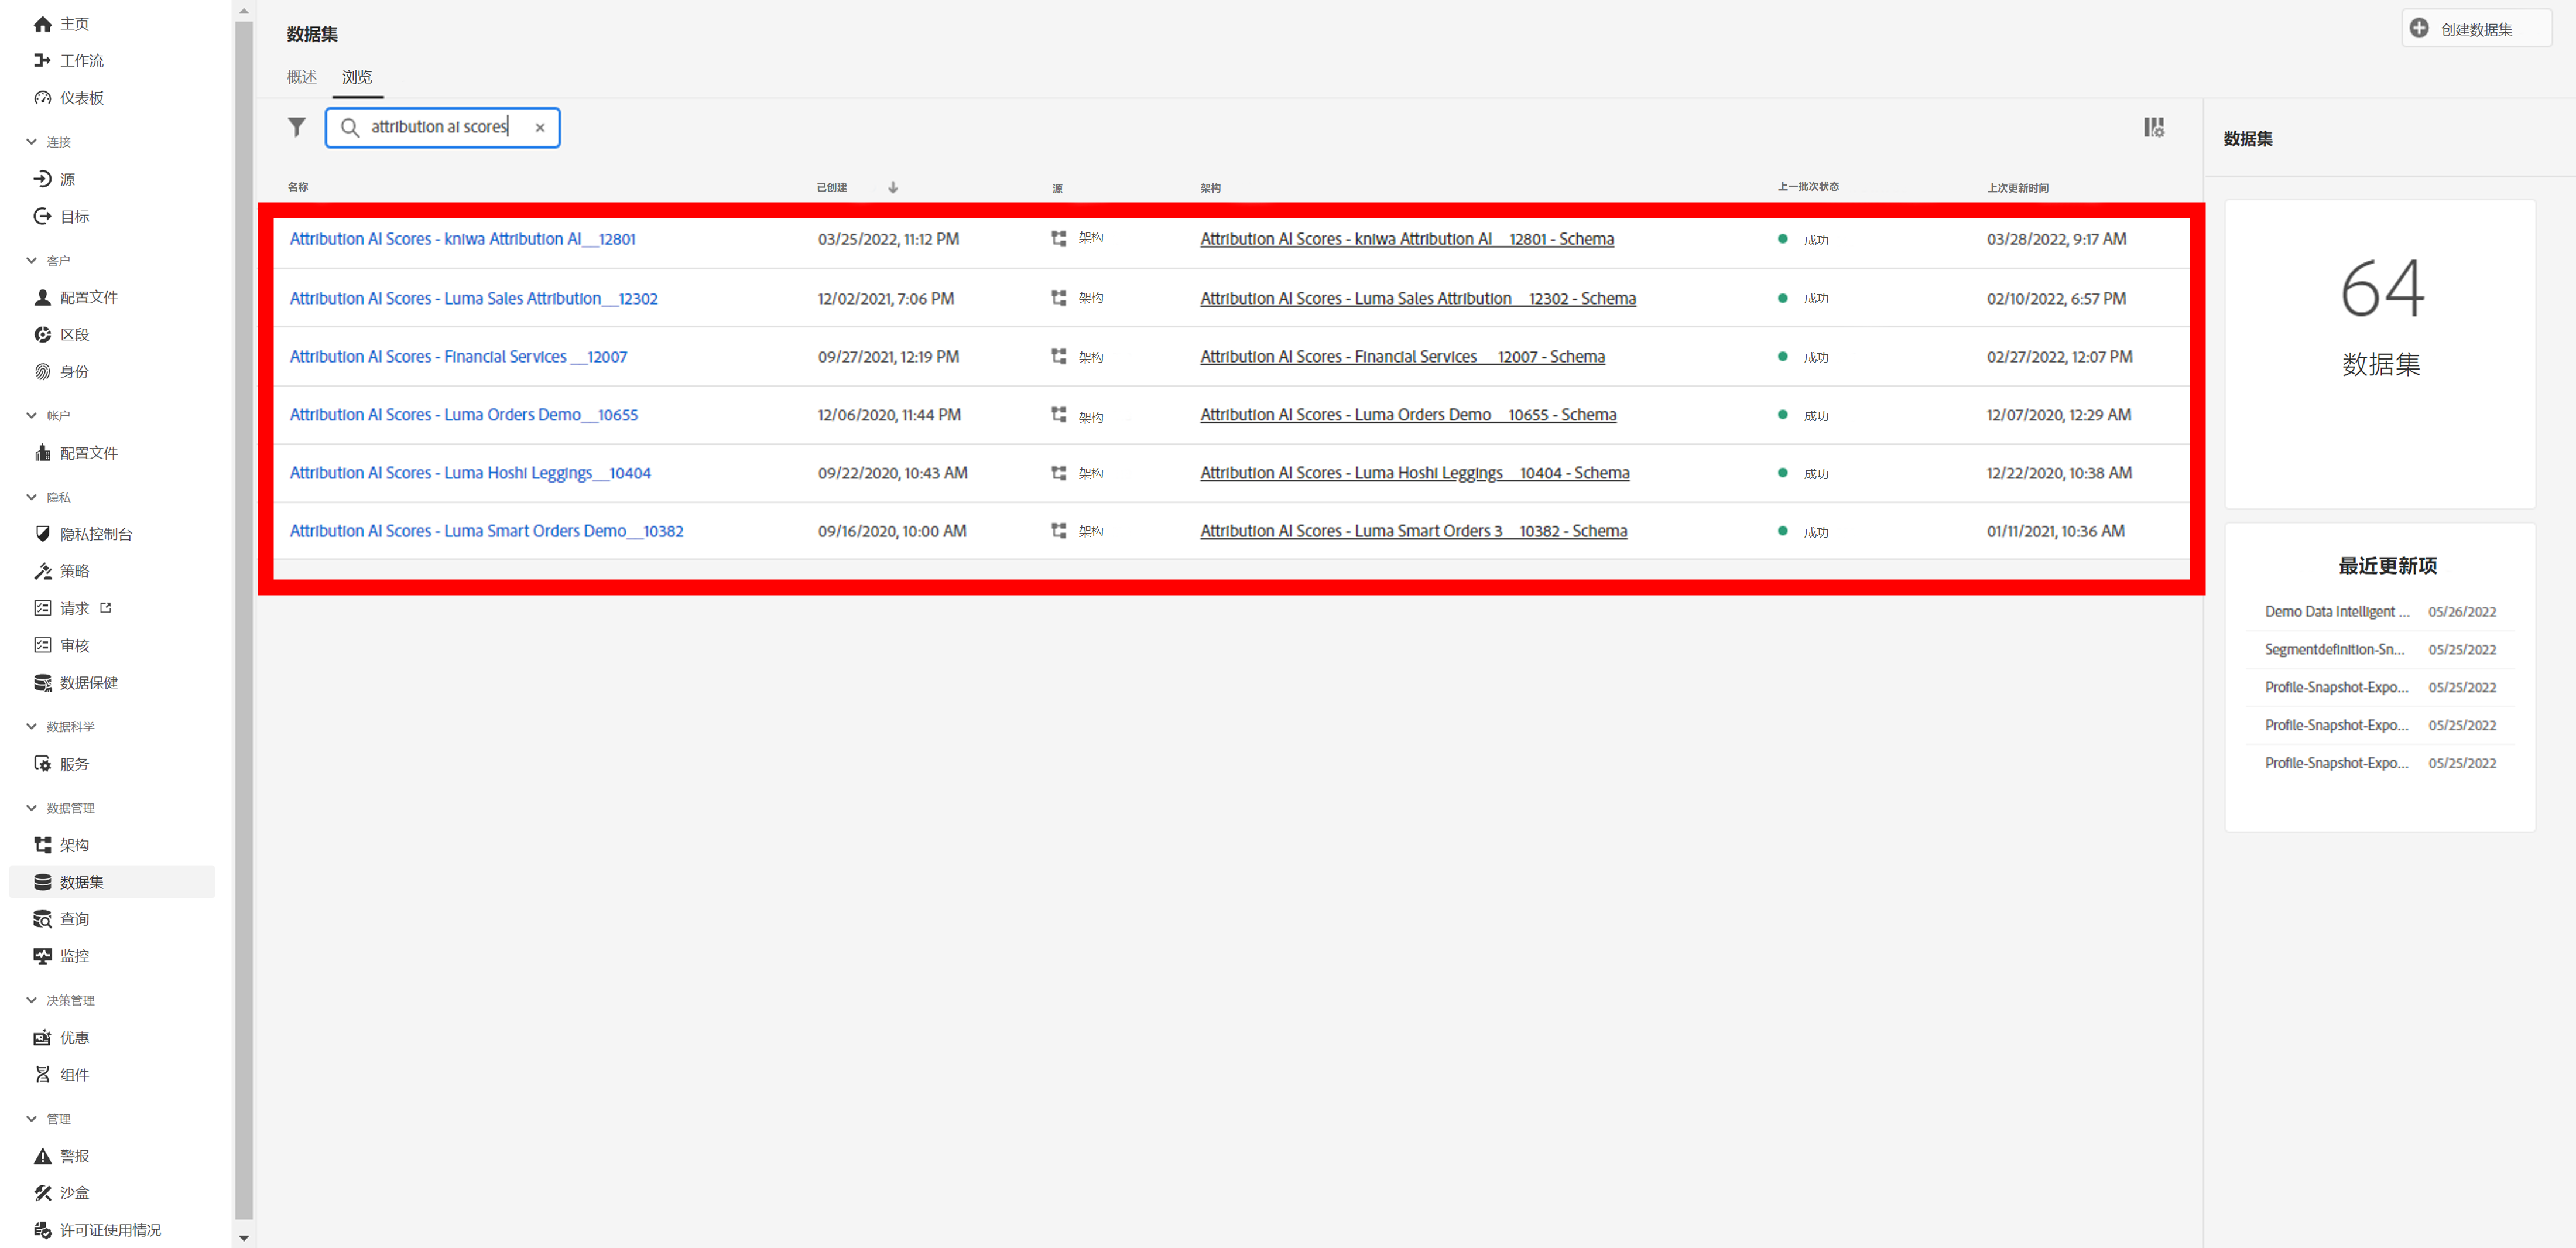 主页
工作流
仪表板
连接
源
目标
客户
配置文件
区段
身份
帐户
配置文件
隐私
隐私控制台
策略
请求
审核
数据保健
数据科学
服务
数据管理
架构
数据集
查询
监控
决策管理
优惠
组件
管理
警报
沙盒
许可证使用情况
数据集
创建数据集
概述 浏览
attribution ai scores
名称 已创建 源 架构 上一批次状态 上次更新时间
Attribution AI Scores - kniwa Attribution AI__12801 03/25/2022, 11:12 PM 架构 Attribution AI Scores - kniwa Attribution AI__12801 - Schema 成功 03/28/2022, 9:17 AM
Attribution AI Scores - Luma Sales Attribution__12302 12/02/2021, 7:06 PM 架构 Attribution AI Scores - Luma Sales Attribution__12302 - Schema 成功 02/10/2022, 6:57 PM
Attribution AI Scores - Financial Services __12007 09/27/2021, 12:19 PM 架构 Attribution AI Scores - Financial Services __12007 - Schema 成功 02/27/2022, 12:07 PM
Attribution AI Scores - Luma Orders Demo__10655 12/06/2020, 11:44 PM 架构 Attribution AI Scores - Luma Orders Demo__10655 - Schema 成功 12/07/2020, 12:29 AM
Attribution AI Scores - Luma Hoshi Leggings__10404 09/22/2020, 10:43 AM 架构 Attribution AI Scores - Luma Hoshi Leggings__10404 - Schema 成功 12/22/2020, 10:38 AM
Attribution AI Scores - Luma Smart Orders Demo__10382 09/16/2020, 10:00 AM 架构 Attribution AI Scores - Luma Smart Orders 3__10382 - Schema 成功 01/11/2021, 10:36 AM
数据集
64
数据集
最近更新项
Demo Data Intelligent ... 05/26/2022
Segmentdefinition-Sn... 05/25/2022
Profile-Snapshot-Expo... 05/25/2022
Profile-Snapshot-Expo... 05/25/2022
Profile-Snapshot-Expo... 05/25/2022